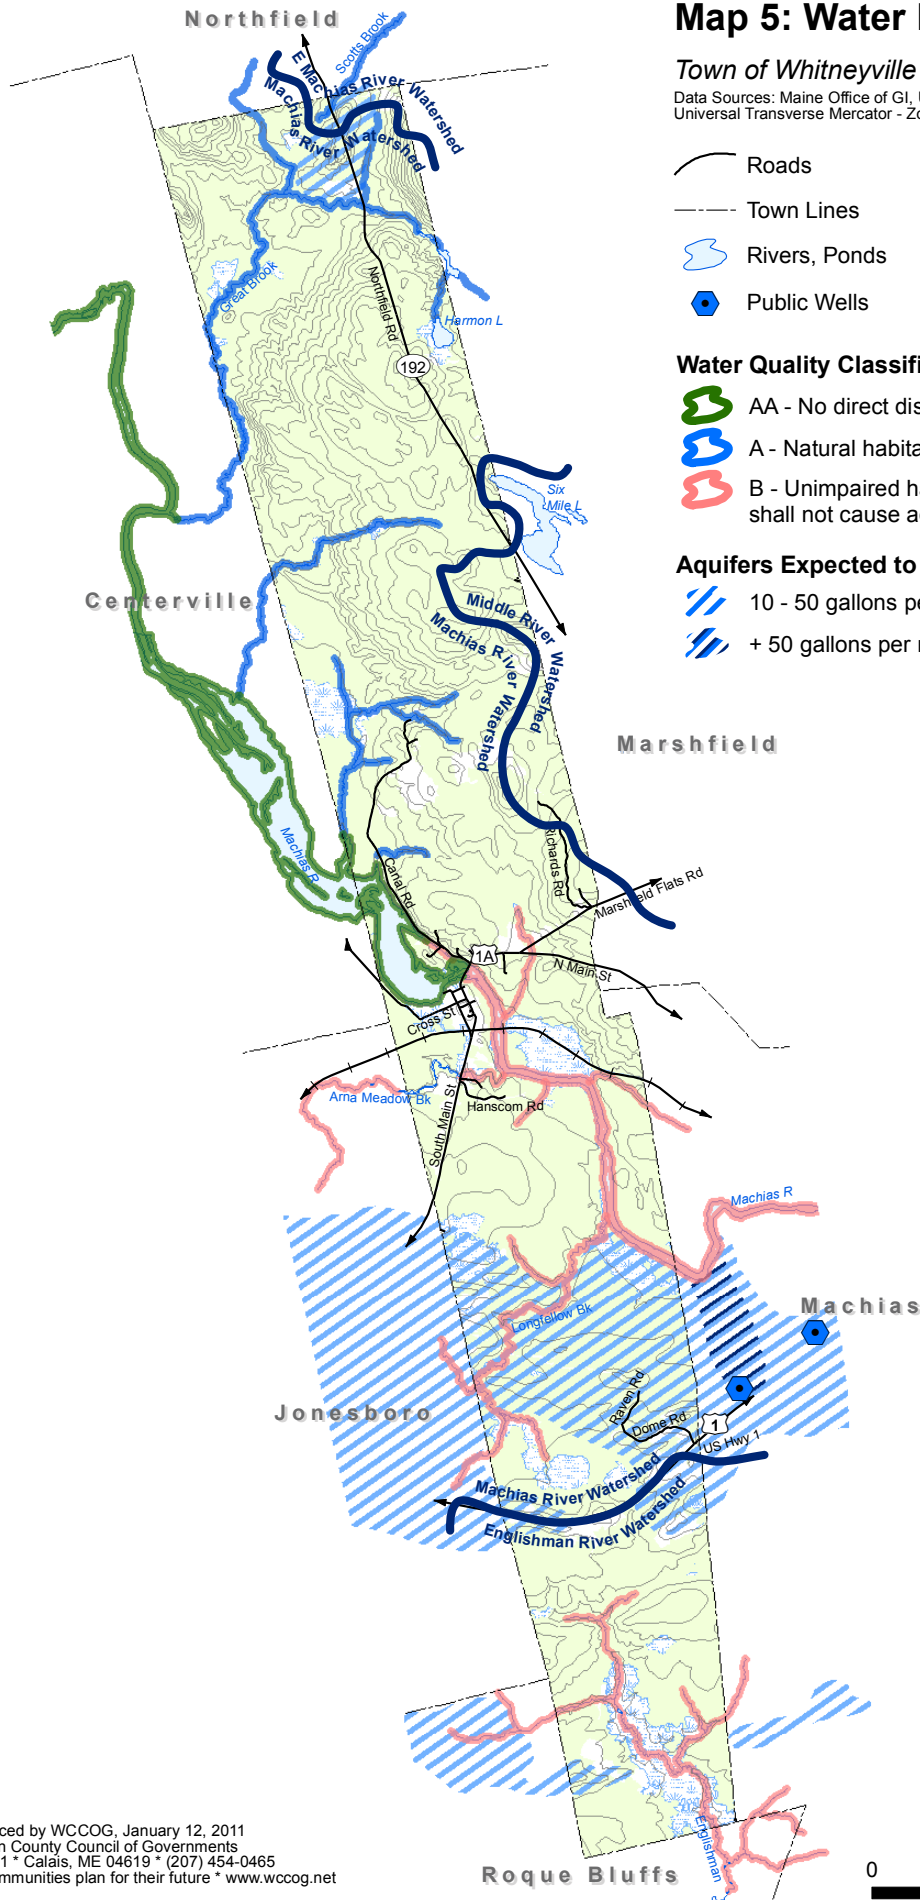 Northfield
Map 5: Water
Town of Whitneyville
Data Sources: Maine Office of GI,
Universal Transverse Mercator - Zo
Roads
Town Lines
Rivers, Ponds
Public Wells
Water Quality Classifi
AA - No direct dis
A - Natural habita
B - Unimpaired ha
shall not cause a
Aquifers Expected to
10 - 50 gallons pe
+ 50 gallons per
Scotts Brook
E Machias River Watershed
Machias River Watershed
Great Brook
Northfield Rd
Harmon L
192
Six
Mile L
Centerville
Middle River Watershed
Machias River Watershed
Marshfield
Machias R
Canal Rd
Richards Rd
Marshfield Flats Rd
1A
N Main St
Cross St
Arna Meadow Bk
Hanscom Rd
South Main St
Machias R
Machias
Longfellow Bk
Jonesboro
Raven Rd
Dome Rd
1
US Hwy 1
Machias River Watershed
Englishman River Watershed
Englishman
Roque Bluffs
ced by WCCOG, January 12, 2011
n County Council of Governments
1 * Calais, ME 04619 * (207) 454-0465
mmunities plan for their future * www.wccog.net
0